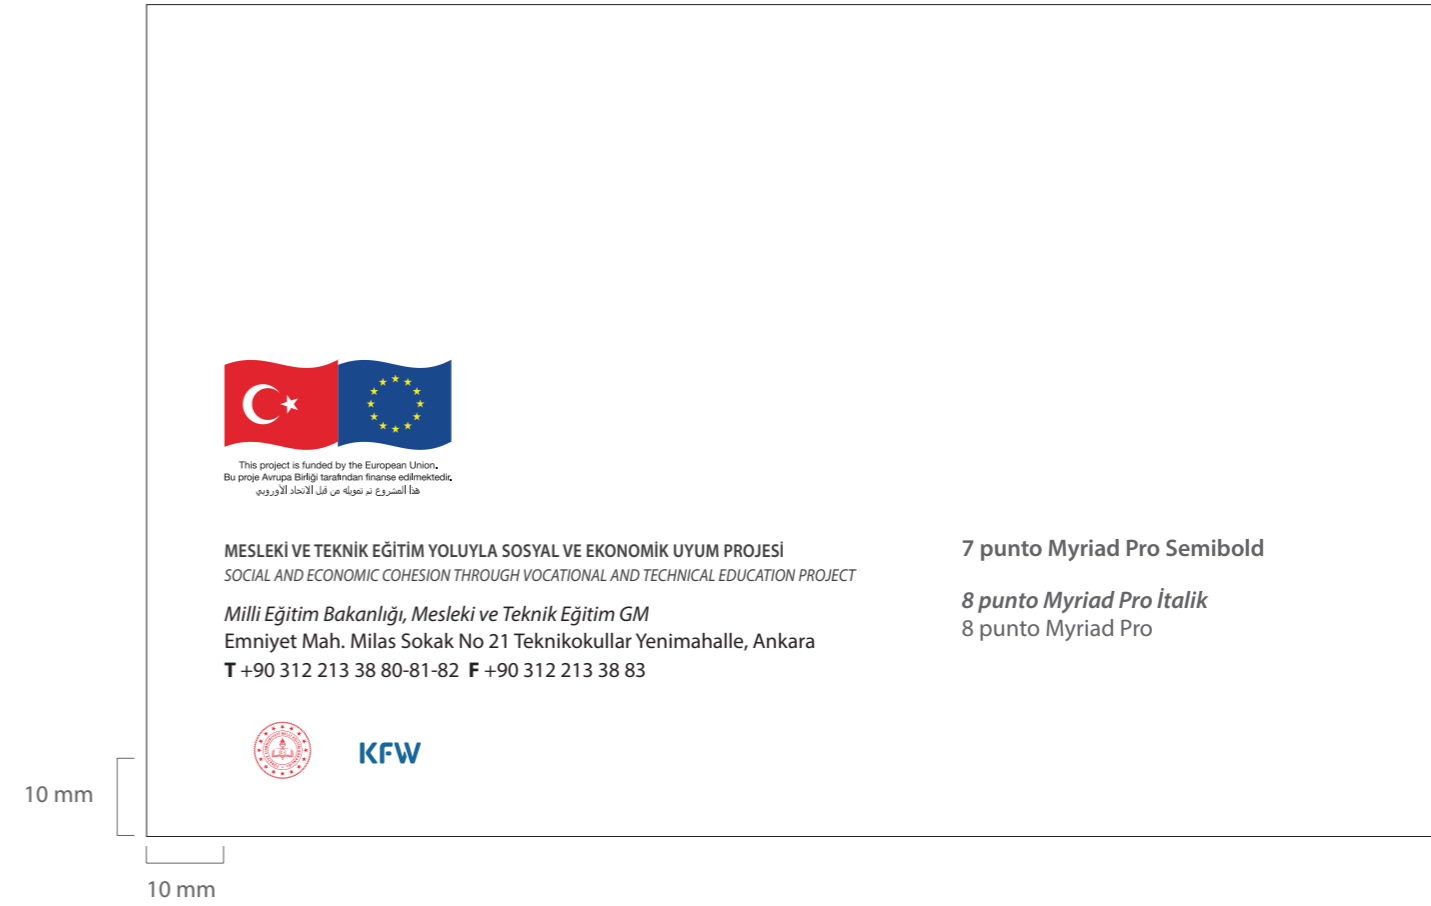 This project is funded by the European Union.
Bu proje Avrupa Birliği tarafından finanse edilmektedir.
هذا المشروع تم تمويله من قبل الاتحاد الأوروبي
MESLEKİ VE TEKNİK EĞİTİM YOLUYLA SOSYAL VE EKONOMİK UYUM PROJESİ
SOCIAL AND ECONOMIC COHESION THROUGH VOCATIONAL AND TECHNICAL EDUCATION PROJECT
7 punto Myriad Pro Semibold
Milli Eğitim Bakanlığı, Mesleki ve Teknik Eğitim GM
Emniyet Mah. Milas Sokak No 21 Teknikokullar Yenimahalle, Ankara
T +90 312 213 38 80-81-82 F +90 312 213 38 83
8 punto Myriad Pro İtalik
8 punto Myriad Pro
KFW
10 mm
10 mm